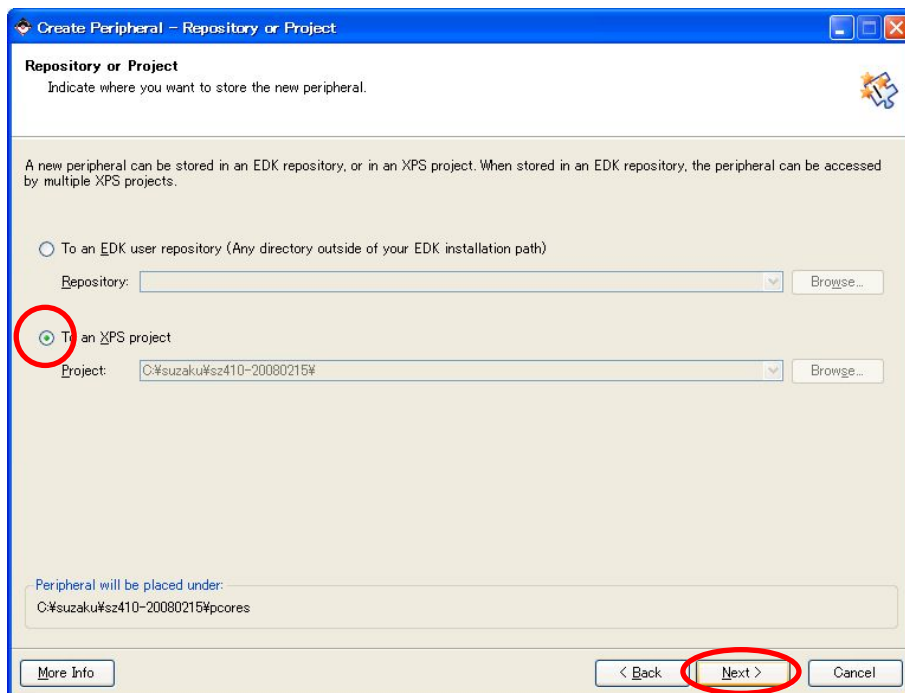 Create Peripheral - Repository or Project
Repository or Project
Indicate where you want to store the new peripheral.
A new peripheral can be stored in an EDK repository, or in an XPS project. When stored in an EDK repository, the peripheral can be accessed
by multiple XPS projects.
To an EDK user repository (Any directory outside of your EDK installation path)
Repository: Browse...
To an XPS project
Project: C:¥suzaku¥sz410-20080215¥ Browse...
Peripheral will be placed under:
C:¥suzaku¥sz410-20080215¥pcores
More Info < Back Next > Cancel